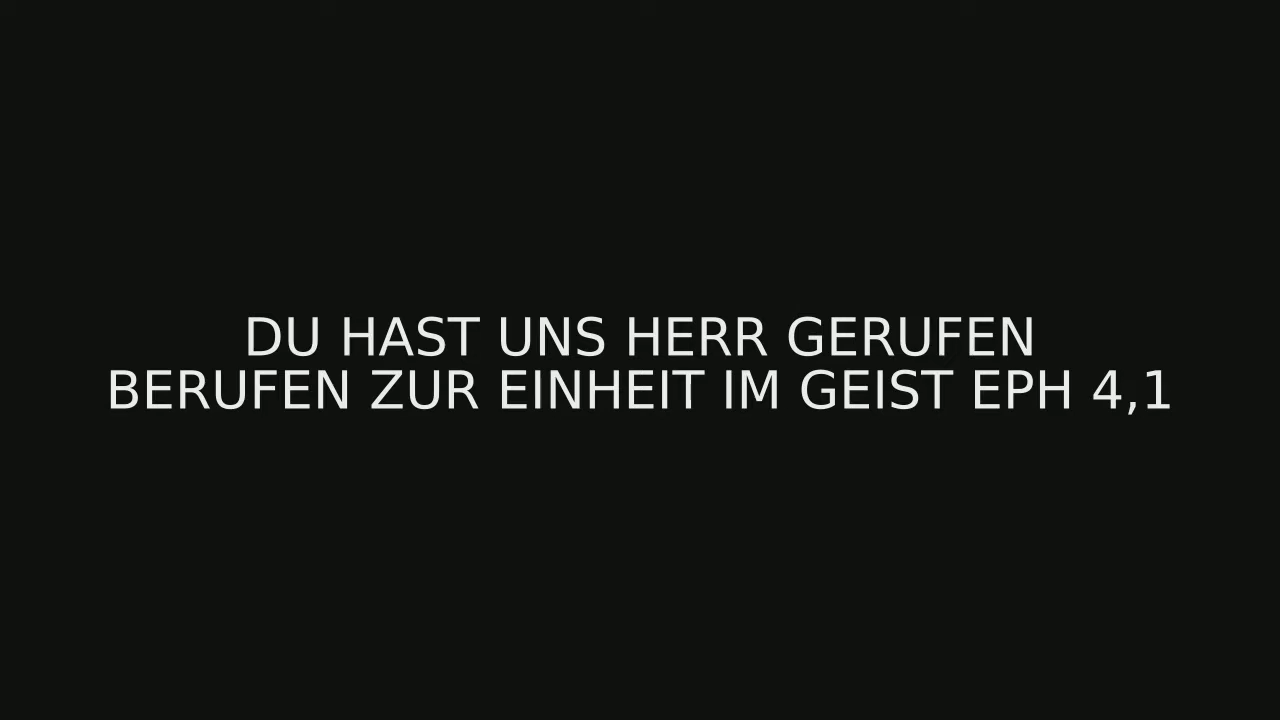 DU HAST UNS HERR GERUFEN
BERUFEN ZUR EINHEIT IM GEIST EPH 4,1